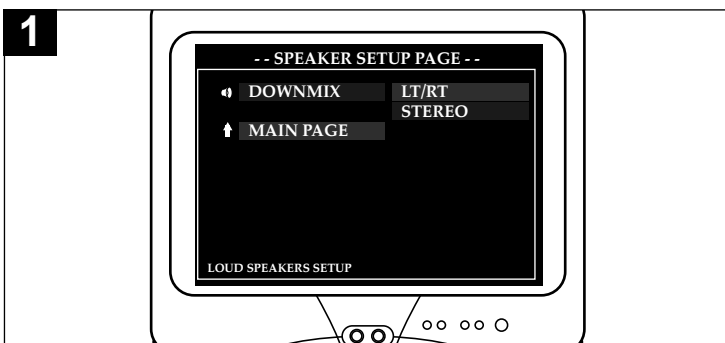 1
- - SPEAKER SETUP PAGE - -
DOWNMIX LT/RT
STEREO
MAIN PAGE
LOUD SPEAKERS SETUP